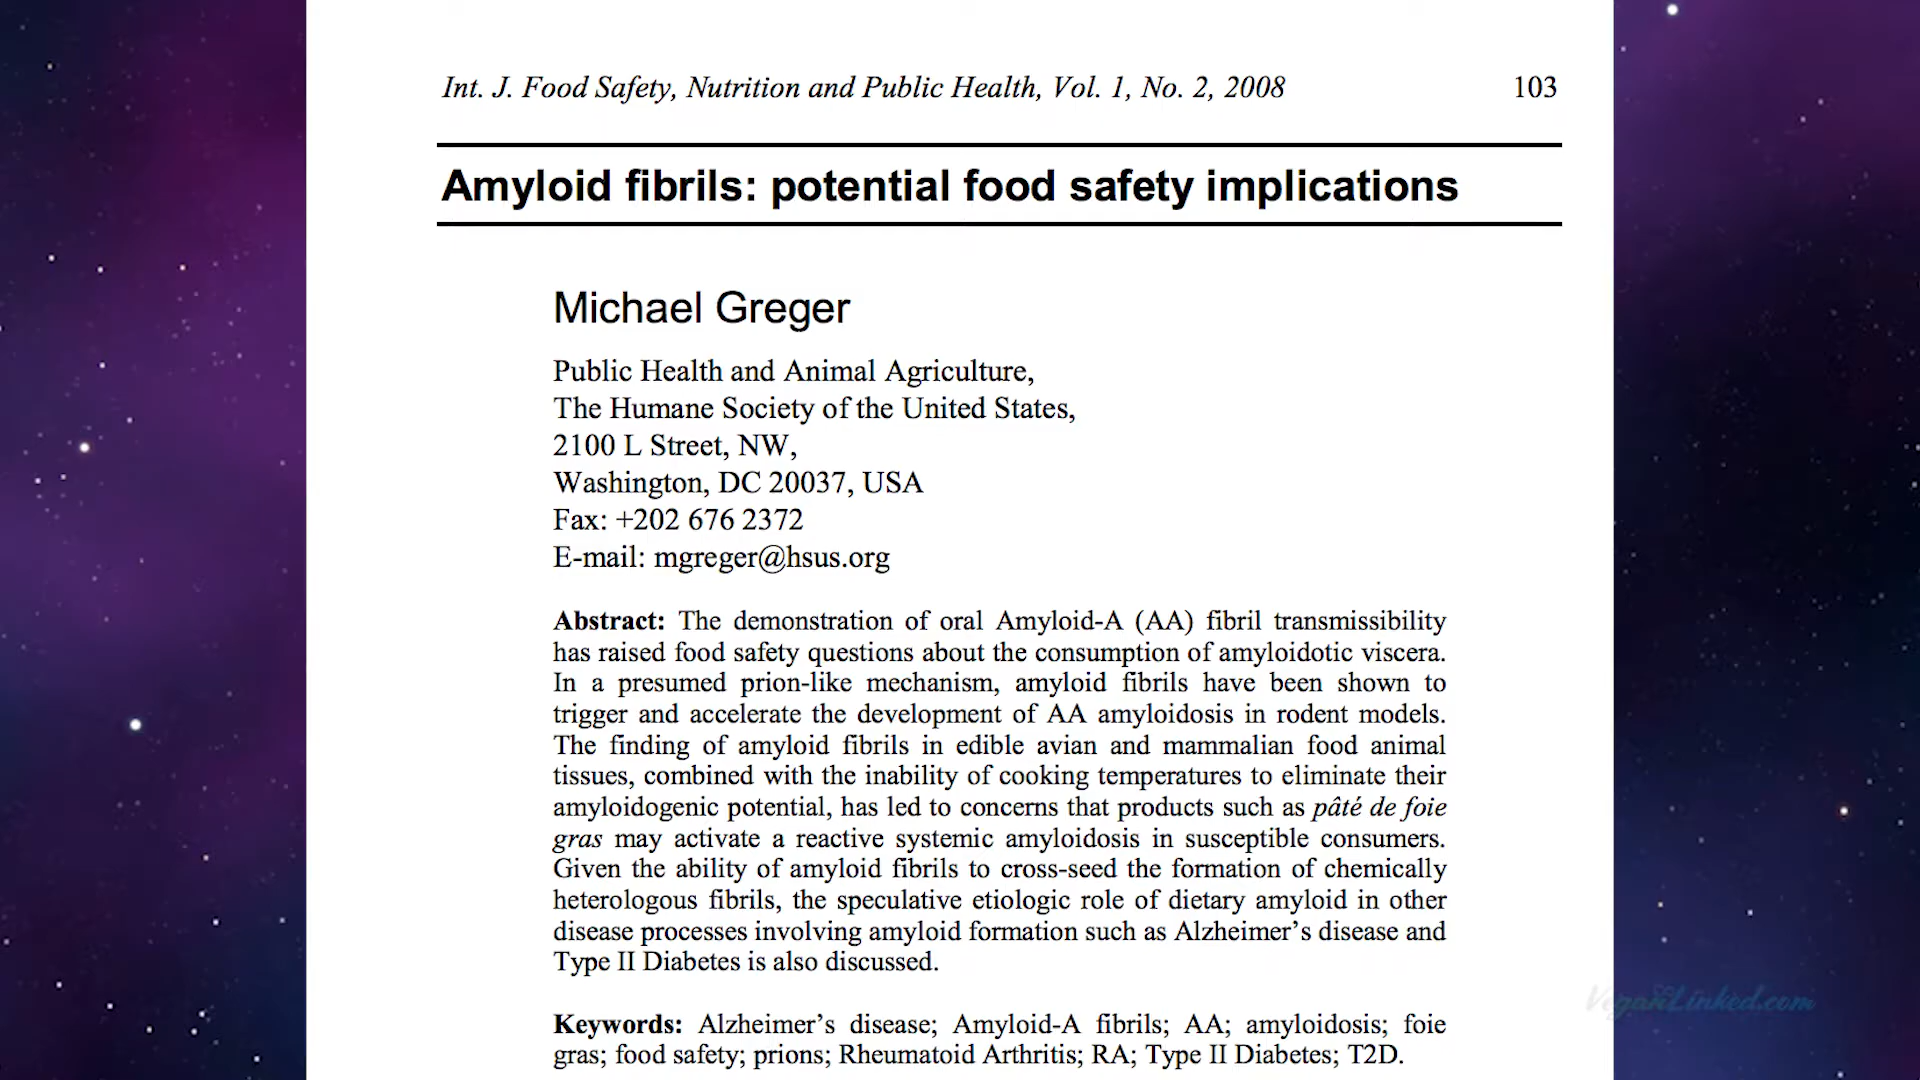 Int. J. Food Safety, Nutrition and Public Health, Vol. 1, No. 2, 2008 103
Amyloid fibrils: potential food safety implications
Michael Greger
Public Health and Animal Agriculture,
The Humane Society of the United States,
2100 L Street, NW,
Washington, DC 20037, USA
Fax: +202 676 2372
E-mail: mgreger@hsus.org
Abstract: The demonstration of oral Amyloid-A (AA) fibril transmissibility
has raised food safety questions about the consumption of amyloidotic viscera.
In a presumed prion-like mechanism, amyloid fibrils have been shown to
trigger and accelerate the development of AA amyloidosis in rodent models.
The finding of amyloid fibrils in edible avian and mammalian food animal
tissues, combined with the inability of cooking temperatures to eliminate their
amyloidogenic potential, has led to concerns that products such as pâté de foie
gras may activate a reactive systemic amyloidosis in susceptible consumers.
Given the ability of amyloid fibrils to cross-seed the formation of chemically
heterologous fibrils, the speculative etiologic role of dietary amyloid in other
disease processes involving amyloid formation such as Alzheimer's disease and
Type II Diabetes is also discussed.
Keywords: Alzheimer's disease; Amyloid-A fibrils; AA; amyloidosis; foie
gras; food safety; prions; Rheumatoid Arthritis; RA; Type II Diabetes; T2D.
VeganLinked.com